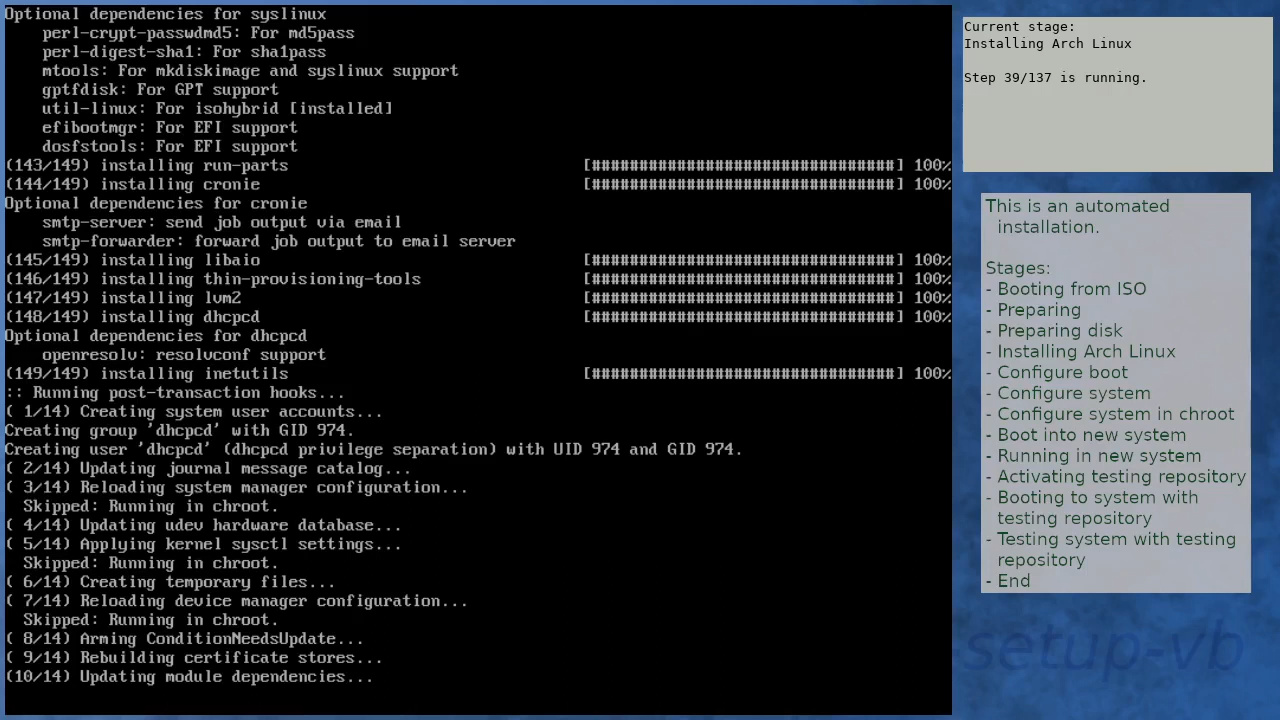 Optional dependencies for syslinux
    perl-crypt-passwdmd5: For md5pass
    perl-digest-sha1: For sha1pass
    mtools: For mkdiskimage and syslinux support
    gptfdisk: For GPT support
    util-linux: For isohybrid [installed]
    efibootmgr: For EFI support
    dosfstools: For EFI support
(143/149) installing run-parts [################################] 100%
(144/149) installing cronie [################################] 100%
Optional dependencies for cronie
    smtp-server: send job output via email
    smtp-forwarder: forward job output to email server
(145/149) installing libaio [################################] 100%
(146/149) installing thin-provisioning-tools [################################] 100%
(147/149) installing lvm2 [################################] 100%
(148/149) installing dhcpcd [################################] 100%
Optional dependencies for dhcpcd
    openresolv: resolvconf support
(149/149) installing inetutils [################################] 100%
:: Running post-transaction hooks...
( 1/14) Creating system user accounts...
Creating group 'dhcpcd' with GID 974.
Creating user 'dhcpcd' (dhcpcd privilege separation) with UID 974 and GID 974.
( 2/14) Updating journal message catalog...
( 3/14) Reloading system manager configuration...
  Skipped: Running in chroot.
( 4/14) Updating udev hardware database...
( 5/14) Applying kernel sysctl settings...
  Skipped: Running in chroot.
( 6/14) Creating temporary files...
( 7/14) Reloading device manager configuration...
  Skipped: Running in chroot.
( 8/14) Arming ConditionNeedsUpdate...
( 9/14) Rebuilding certificate stores...
(10/14) Updating module dependencies...
Current stage:
Installing Arch Linux
Step 39/137 is running.
This is an automated
installation.
Stages:
- Booting from ISO
- Preparing
- Preparing disk
- Installing Arch Linux
- Configure boot
- Configure system
- Configure system in chroot
- Boot into new system
- Running in new system
- Activating testing repository
- Booting to system with
testing repository
- Testing system with testing
repository
- End
setup-vb